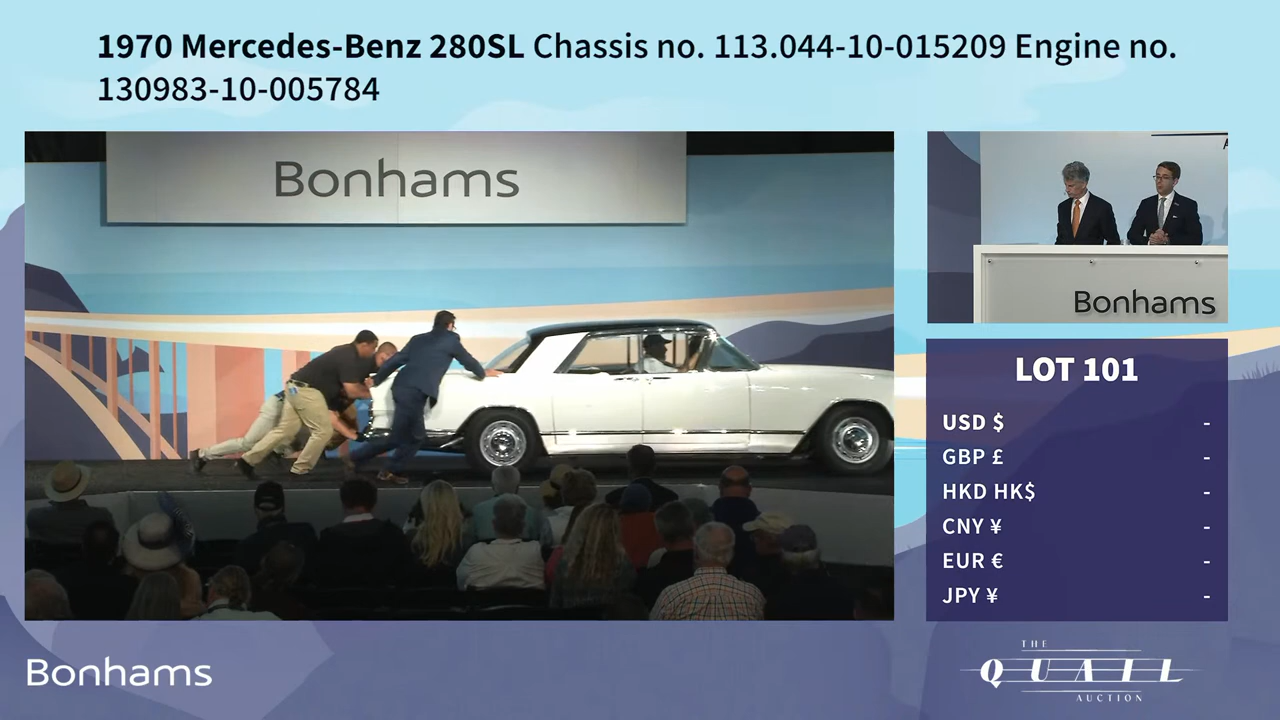 1970 Mercedes-Benz 280SL Chassis no. 113.044-10-015209 Engine no.
130983-10-005784
Bonhams
Bonhams
LOT 101
USD $ -
GBP £ -
HKD HK$ -
CNY ¥ -
EUR € -
JPY ¥ -
Bonhams
THE
QUAIL
AUCTION